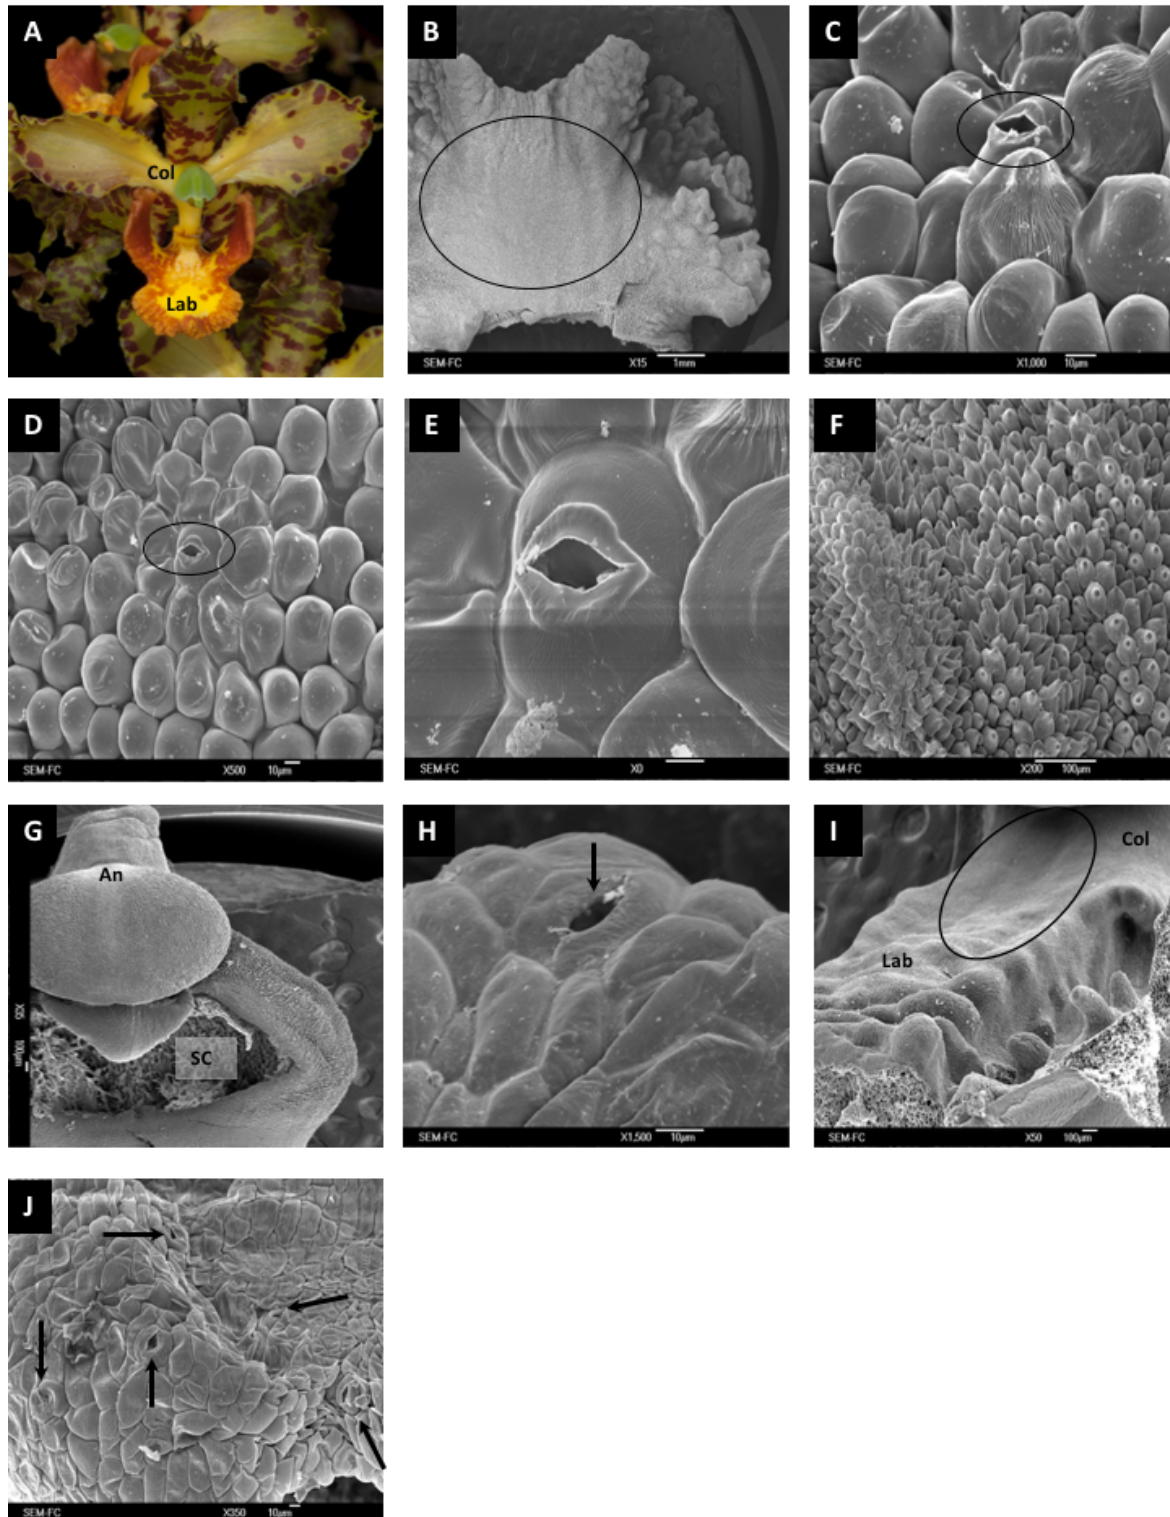 A
Col
Lab
B
SEM-FC X15 1mm
C
SEM-FC X1,000 10µm
D
SEM-FC X500 10µm
E
SEM-FC X0
F
SEM-FC X200 100µm
G
An
SC
X35 100µm
H
SEM-FC X1,500 10µm
I
Col
Lab
SEM-FC X50 100µm
J
SEM-FC X350 10µm